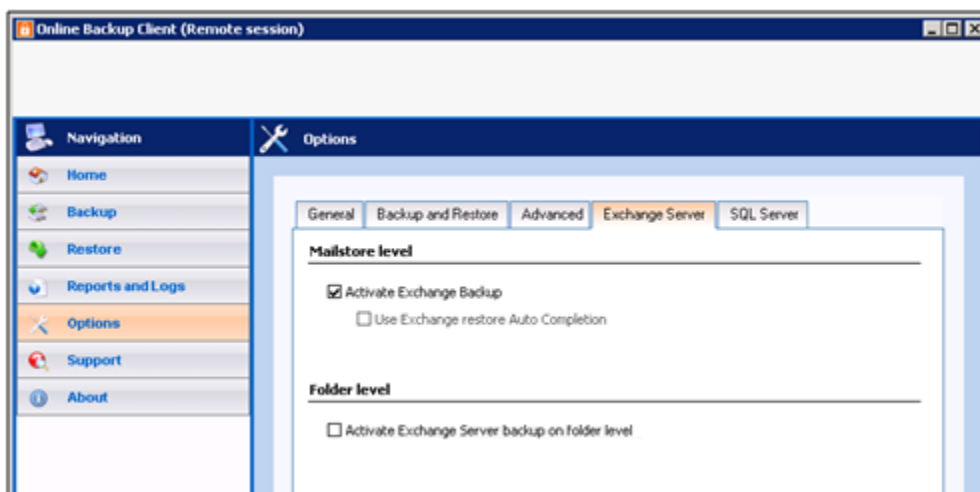 Online Backup Client (Remote session)
Navigation
Options
Home
Backup
Restore
Reports and Logs
Options
Support
About
General Backup and Restore Advanced Exchange Server SQL Server
Mailstore level
Activate Exchange Backup
Use Exchange restore Auto Completion
Folder level
Activate Exchange Server backup on folder level